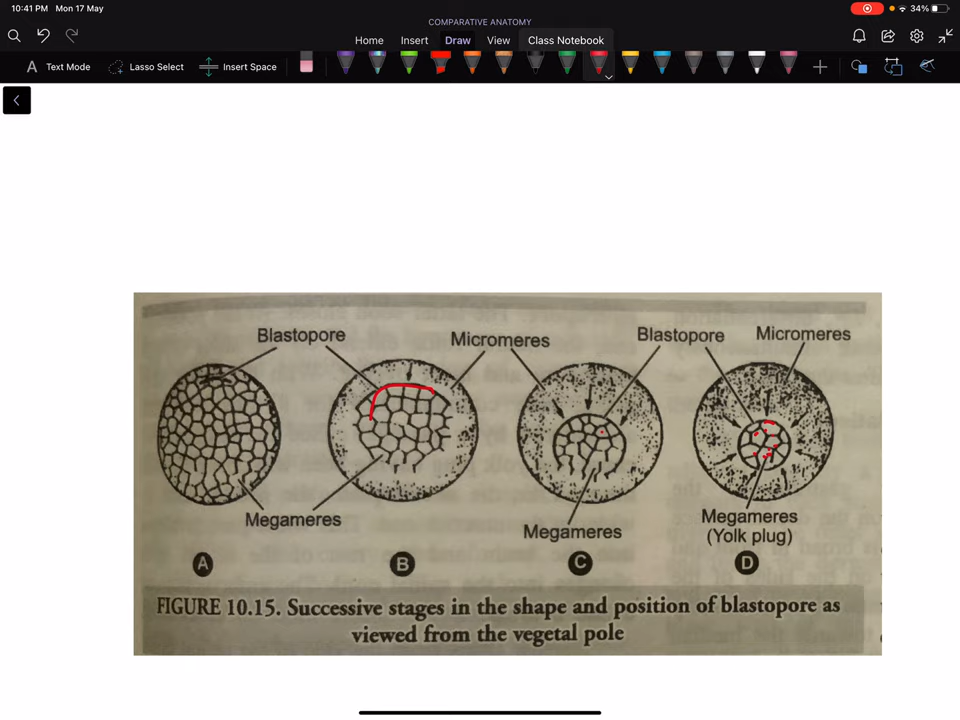 10:41 PM Mon 17 May
34%
COMPARATIVE ANATOMY
Home Insert Draw View Class Notebook
A Text Mode Lasso Select Insert Space
Blastopore Micromeres Blastopore Micromeres
Megameres Megameres Megameres
(Yolk plug)
A B C D
FIGURE 10.15. Successive stages in the shape and position of blastopore as
viewed from the vegetal pole